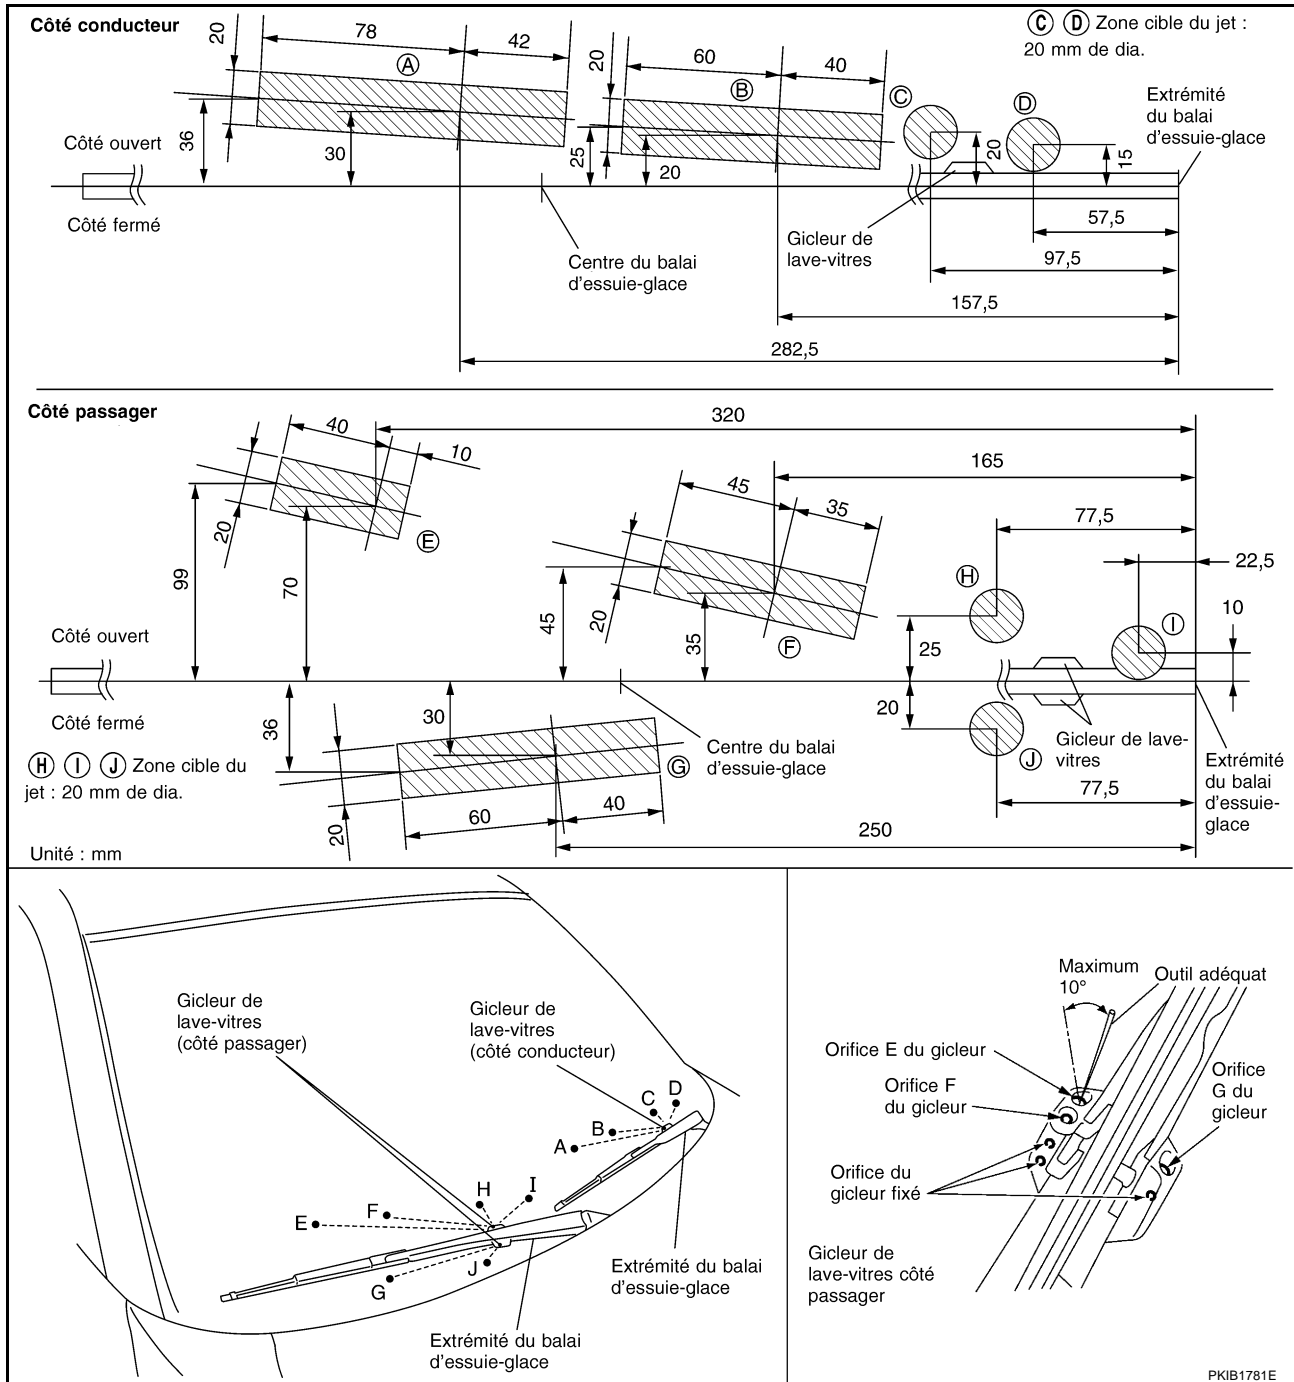 Côté conducteur
C D Zone cible du jet :
20 mm de dia.
20
78
42
A
20
60
40
B
C
D
Extrémité
du balai
d'essuie-glace
Côté ouvert
36
30
25
20
20
15
Côté fermé
57,5
Gicleur de
lave-vitres
97,5
Centre du balai
d'essuie-glace
157,5
282,5
Côté passager
320
40
10
165
45
35
77,5
20
E
99
70
H
22,5
I
10
45
20
35
F
25
Côté ouvert
36
30
20
Côté fermé
G
J
Gicleur de lave-
vitres
Centre du balai
d'essuie-glace
Extrémité
du balai
d'essuie-
glace
H I J Zone cible du
jet : 20 mm de dia.
77,5
20
60
40
250
Unité : mm
Gicleur de
lave-vitres
(côté passager)
Gicleur de
lave-vitres
(côté conducteur)
D
C
B
A
I
H
F
E
J
G
Extrémité du balai
d'essuie-glace
Extrémité du balai
d'essuie-glace
Maximum
10°
Outil adéquat
Orifice E du gicleur
Orifice F
du gicleur
Orifice
G du
gicleur
Orifice du
gicleur fixé
Gicleur de
lave-vitres côté
passager
PKIB1781E